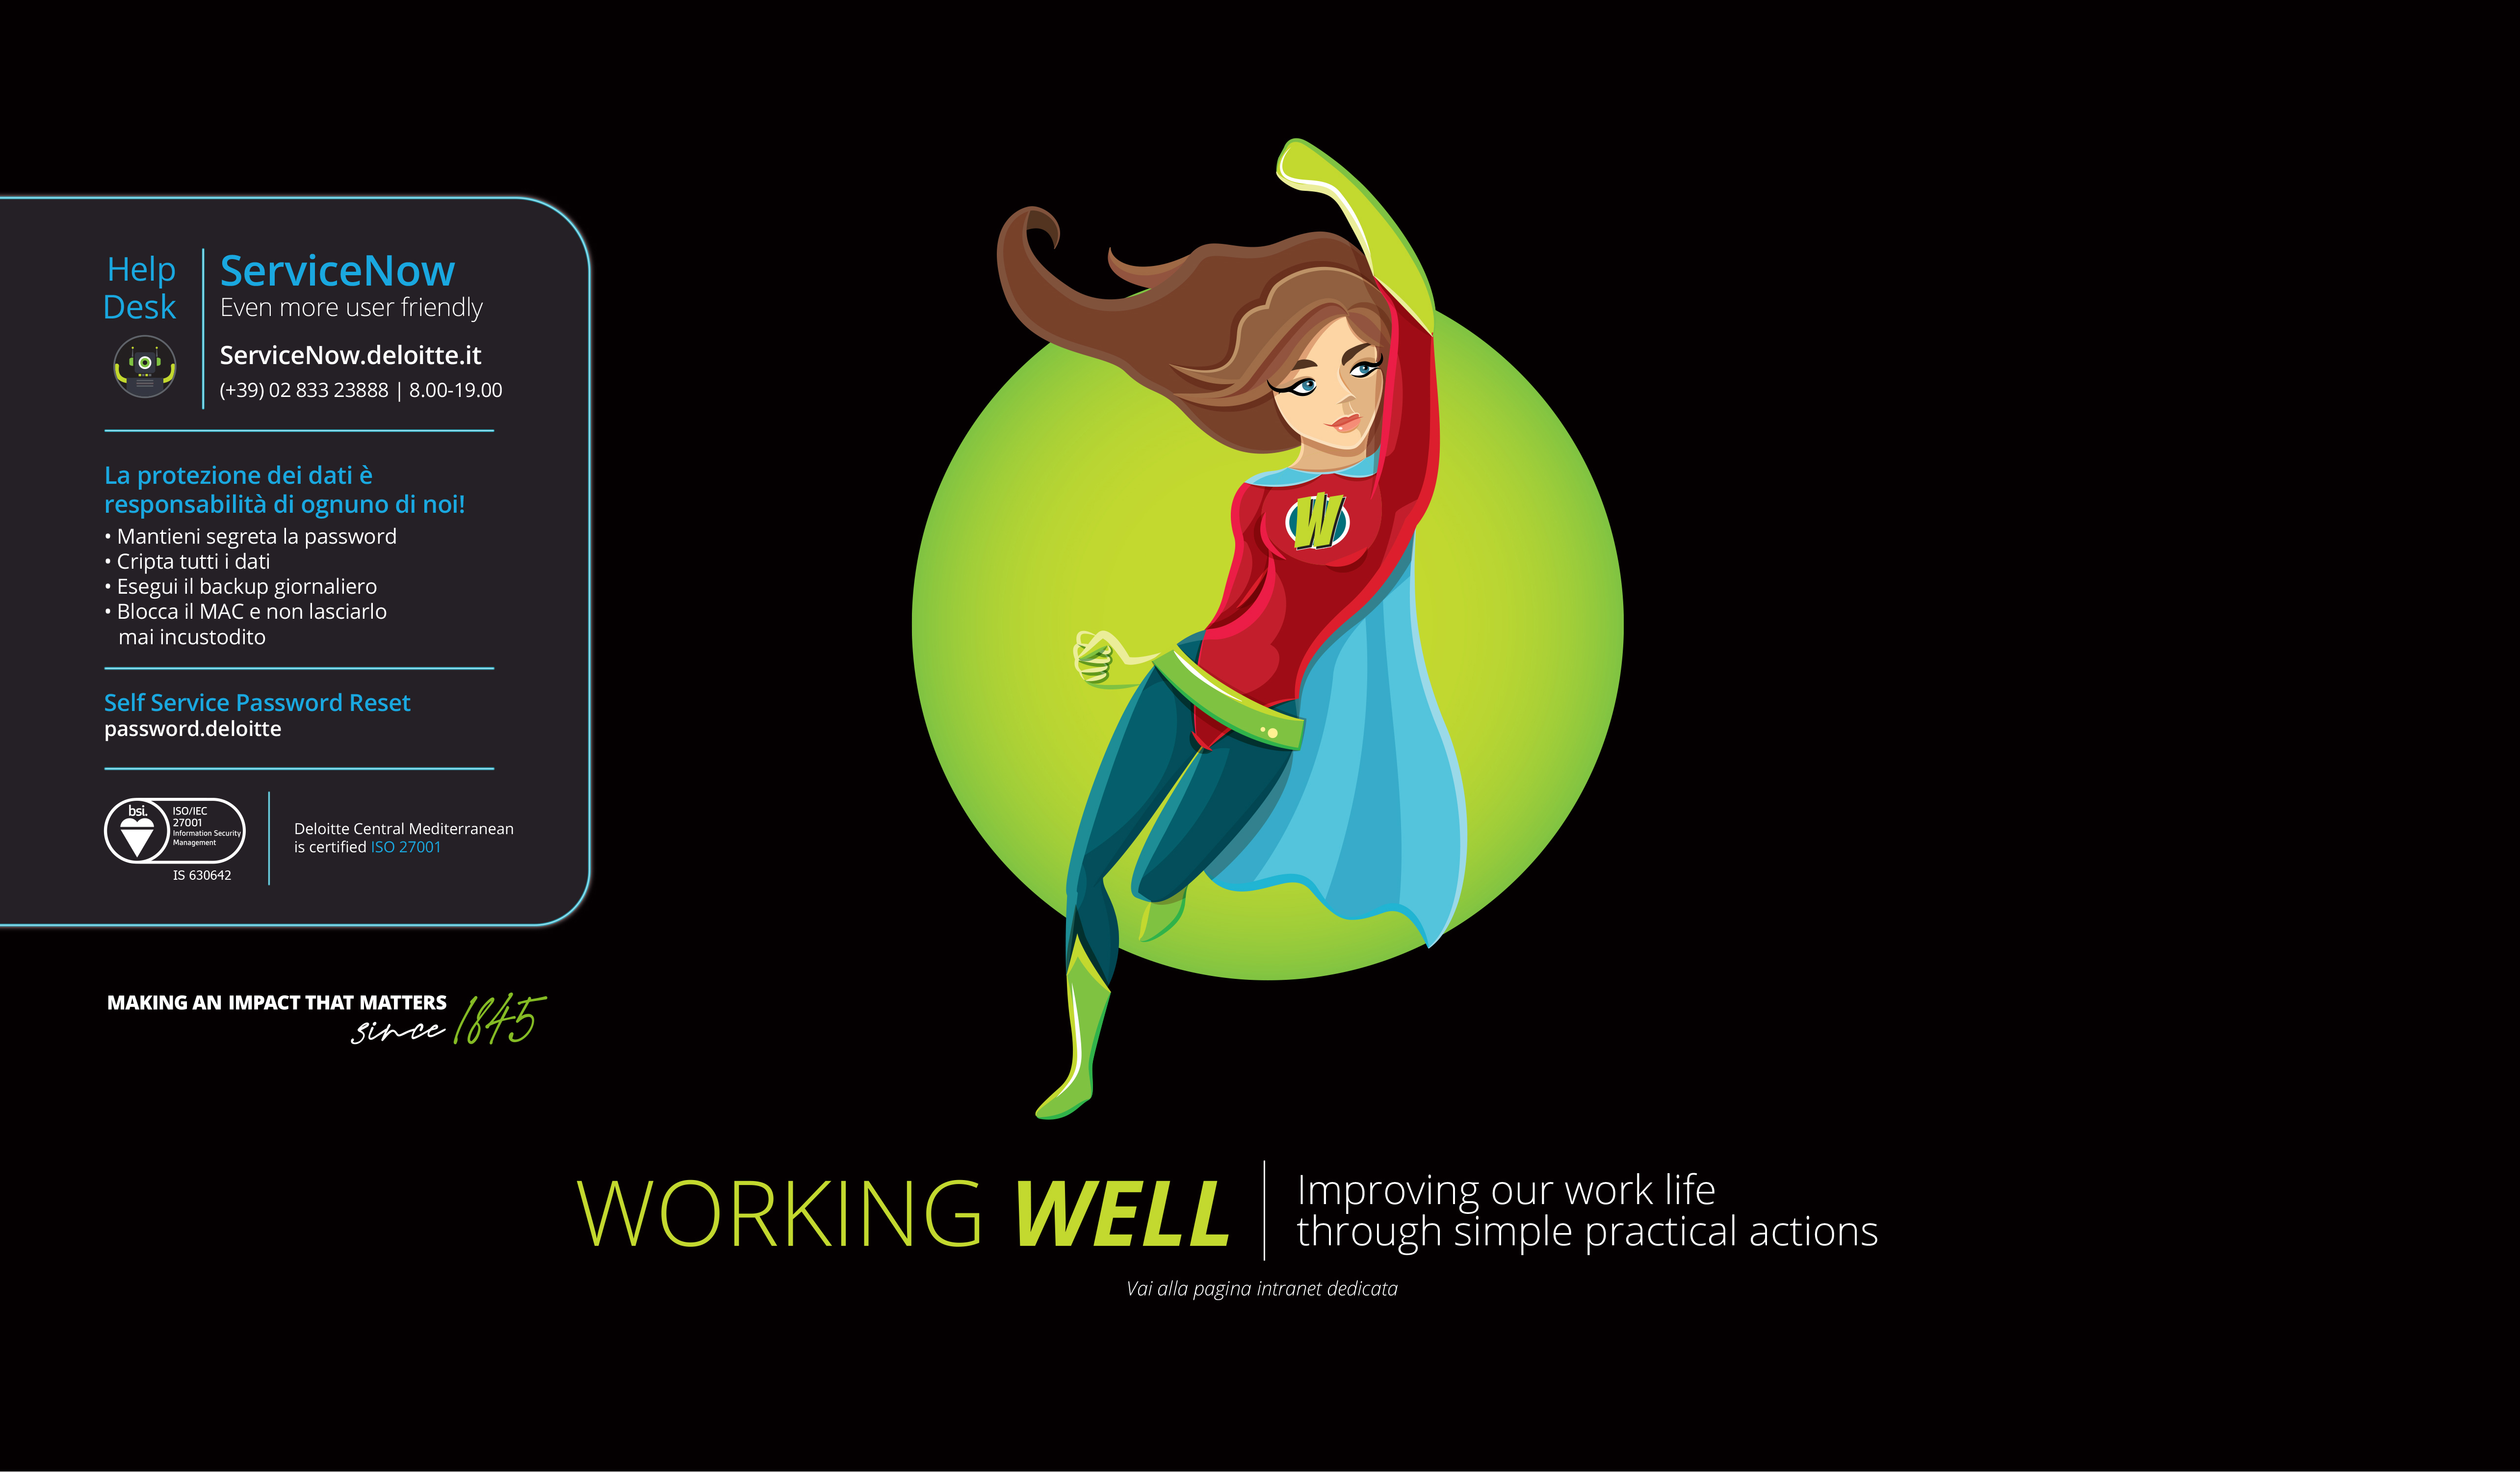 Help
Desk
ServiceNow
Even more user friendly
ServiceNow.deloitte.it
(+39) 02 833 23888 | 8.00-19.00
La protezione dei dati è
responsabilità di ognuno di noi!
• Mantieni segreta la password
• Cripta tutti i dati
• Esegui il backup giornaliero
• Blocca il MAC e non lasciarlo
mai incustodito
Self Service Password Reset
password.deloitte
bsi.
ISO/IEC
27001
Information Security
Management
IS 630642
Deloitte Central Mediterranean
is certified ISO 27001
MAKING AN IMPACT THAT MATTERS
since 1845
W
WORKING WELL
Improving our work life
through simple practical actions
Vai alla pagina intranet dedicata